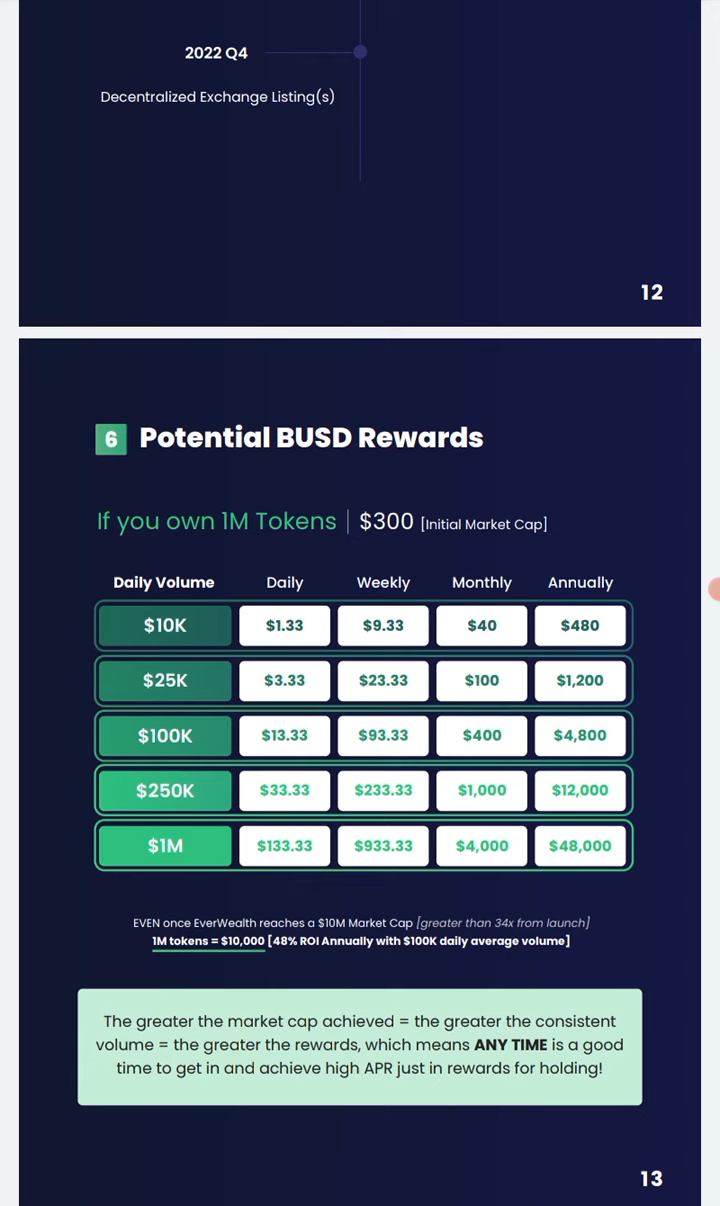 2022 Q4
Decentralized Exchange Listing(s)
12
6 Potential BUSD Rewards
If you own 1M Tokens | $300 [Initial Market Cap]
Daily Volume Daily Weekly Monthly Annually
$10K $1.33 $9.33 $40 $480
$25K $3.33 $23.33 $100 $1,200
$100K $13.33 $93.33 $400 $4,800
$250K $33.33 $233.33 $1,000 $12,000
$1M $133.33 $933.33 $4,000 $48,000
EVEN once EverWealth reaches a $10M Market Cap [greater than 34x from launch]
1M tokens = $10,000 [48% ROI Annually with $100K daily average volume]
The greater the market cap achieved = the greater the consistent
volume = the greater the rewards, which means ANY TIME is a good
time to get in and achieve high APR just in rewards for holding!
13